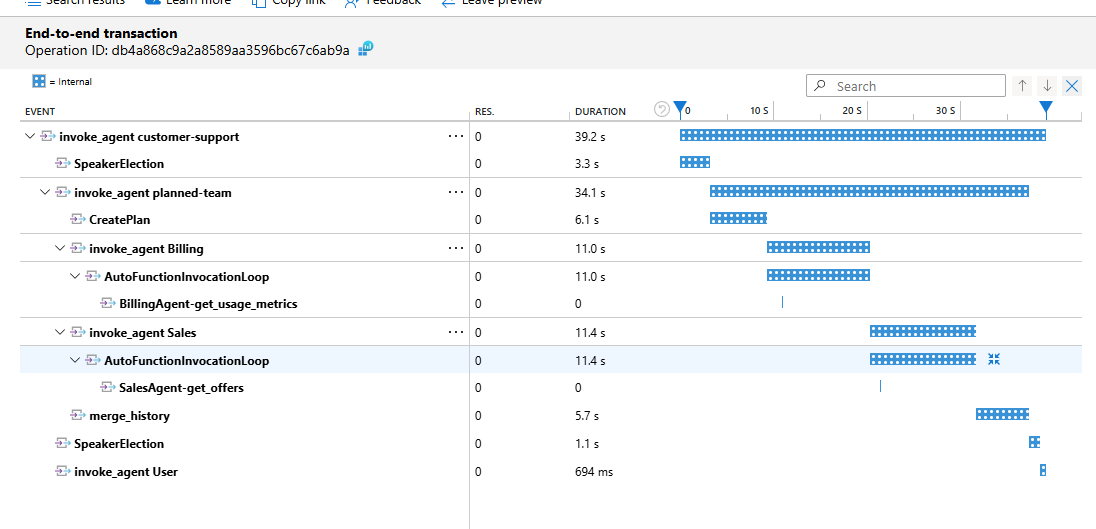 Search results Learn more Copy link Feedback Leave preview
End-to-end transaction
Operation ID: db4a868c9a2a8589aa3596bc67c6ab9a
= Internal
Search
EVENT RES. DURATION 0 10 S 20 S 30 S
invoke_agent customer-support ... 0 39.2 s
SpeakerElection 0 3.3 s
invoke_agent planned-team ... 0 34.1 s
CreatePlan 0 6.1 s
invoke_agent Billing ... 0 11.0 s
AutoFunctionInvocationLoop 0 11.0 s
BillingAgent-get_usage_metrics 0 0
invoke_agent Sales ... 0 11.4 s
AutoFunctionInvocationLoop 0 11.4 s
SalesAgent-get_offers 0 0
merge_history 0 5.7 s
SpeakerElection 0 1.1 s
invoke_agent User 0 694 ms